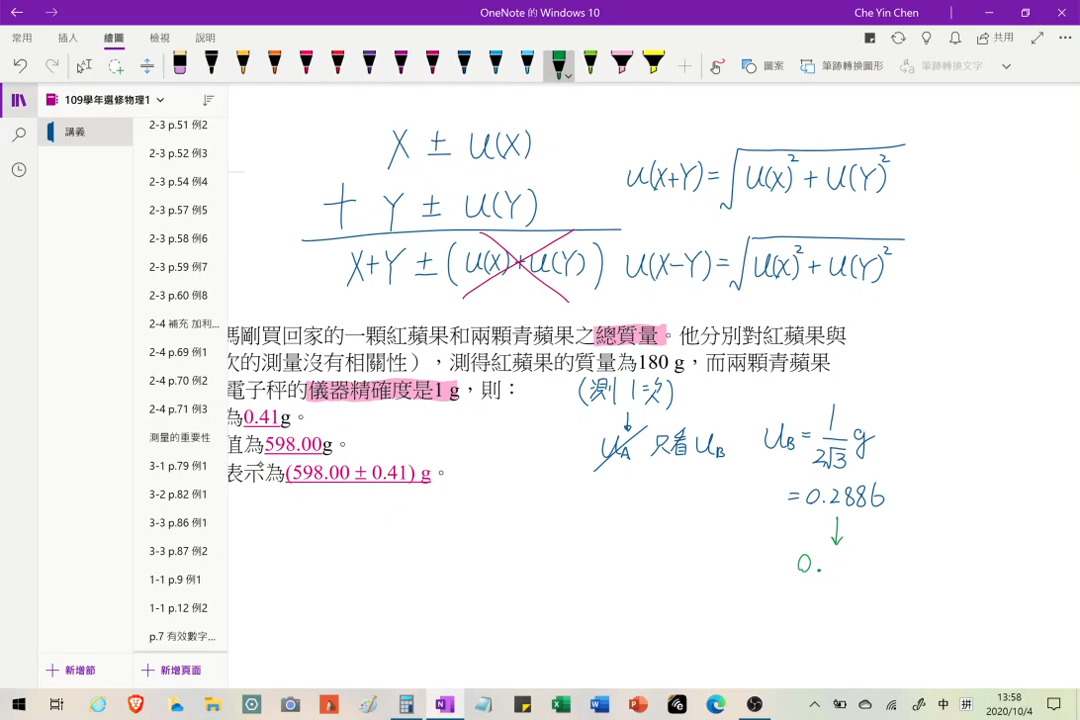 OneNote 的 Windows 10
Che Yin Chen
常用 插入 繪圖 檢視 說明
共用
圖案 筆跡轉換圖形 筆跡轉換文字
109學年選修物理1
講義
2-3 p.51 例2
2-3 p.52 例3
2-3 p.54 例4
2-3 p.57 例5
2-3 p.58 例6
2-3 p.59 例7
2-3 p.60 例8
2-4 補充 加利...
2-4 p.69 例1
2-4 p.70 例2
2-4 p.71 例3
測量的重要性
3-1 p.79 例1
3-2 p.82 例1
3-3 p.86 例1
3-3 p.87 例2
1-1 p.9 例1
1-1 p.12 例2
p.7 有效數字...
新增節
新增頁面
X ± U(X)
+ Y ± U(Y)
X+Y ± (U(X)+U(Y))
U(X+Y)=√U(X)²+U(Y)²
U(X-Y)=√U(X)²+U(Y)²
媽剛買回家的一顆紅蘋果和兩顆青蘋果之總質量。他分別對紅蘋果與
次的測量沒有相關性），測得紅蘋果的質量為180 g，而兩顆青蘋果
電子秤的儀器精確度是1 g，則：
為0.41g。
值為598.00g。
表示為(598.00 ± 0.41) g。
(測1次)
UA 只看 UB
UB = 1/2√3 g
= 0.2886
↓
0.
中 拼
13:58
2020/10/4